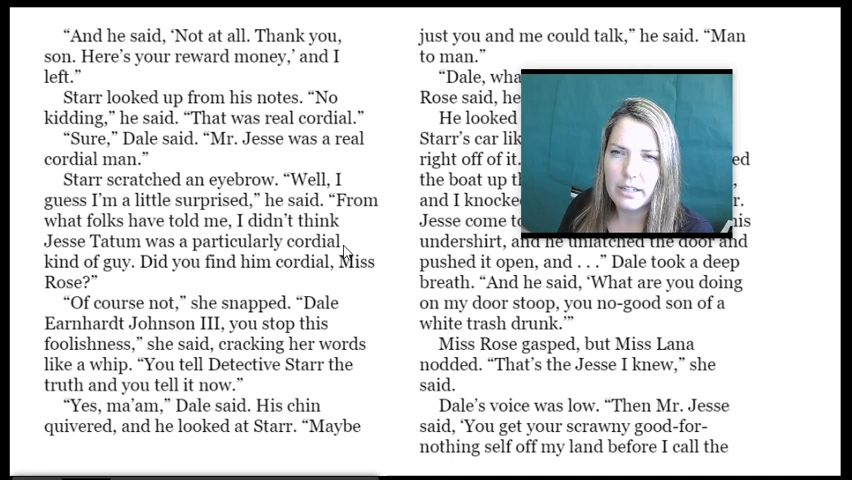 “And he said, ‘Not at all. Thank you,
son. Here’s your reward money,’ and I
left.”
Starr looked up from his notes. “No
kidding,” he said. “That was real cordial.”
“Sure,” Dale said. “Mr. Jesse was a real
cordial man.”
Starr scratched an eyebrow. “Well, I
guess I’m a little surprised,” he said. “From
what folks have told me, I didn’t think
Jesse Tatum was a particularly cordial
kind of guy. Did you find him cordial, Miss
Rose?”
“Of course not,” she snapped. “Dale
Earnhardt Johnson III, you stop this
foolishness,” she said, cracking her words
like a whip. “You tell Detective Starr the
truth and you tell it now.”
“Yes, ma’am,” Dale said. His chin
quivered, and he looked at Starr. “Maybe
just you and me could talk,” he said. “Man
to man.”
“Dale,
Rose said,
He looked
Starr’s car
right off of it.
the boat up
and I
Jesse come
undershirt, and he unlatched the door and
pushed it open, and . . .” Dale took a deep
breath. “And he said, ‘What are you doing
on my door stoop, you no-good son of a
white trash drunk.’”
Miss Rose gasped, but Miss Lana
nodded. “That’s the Jesse I knew,” she
said.
Dale’s voice was low. “Then Mr. Jesse
said, ‘You get your scrawny good-for-
nothing self off my land before I call the